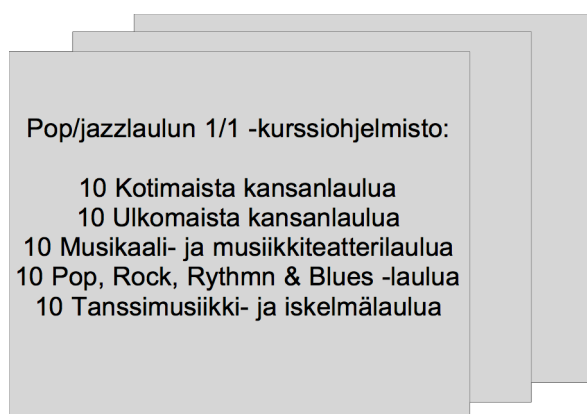 Pop/jazzlaulun 1/1 -kurssiohjelmisto:
10 Kotimaista kansanlaulua
10 Ulkomaista kansanlaulua
10 Musikaali- ja musiikkiteatterilaulua
10 Pop, Rock, Rythmn & Blues -laulua
10 Tanssimusiikki- ja iskelmälaulua